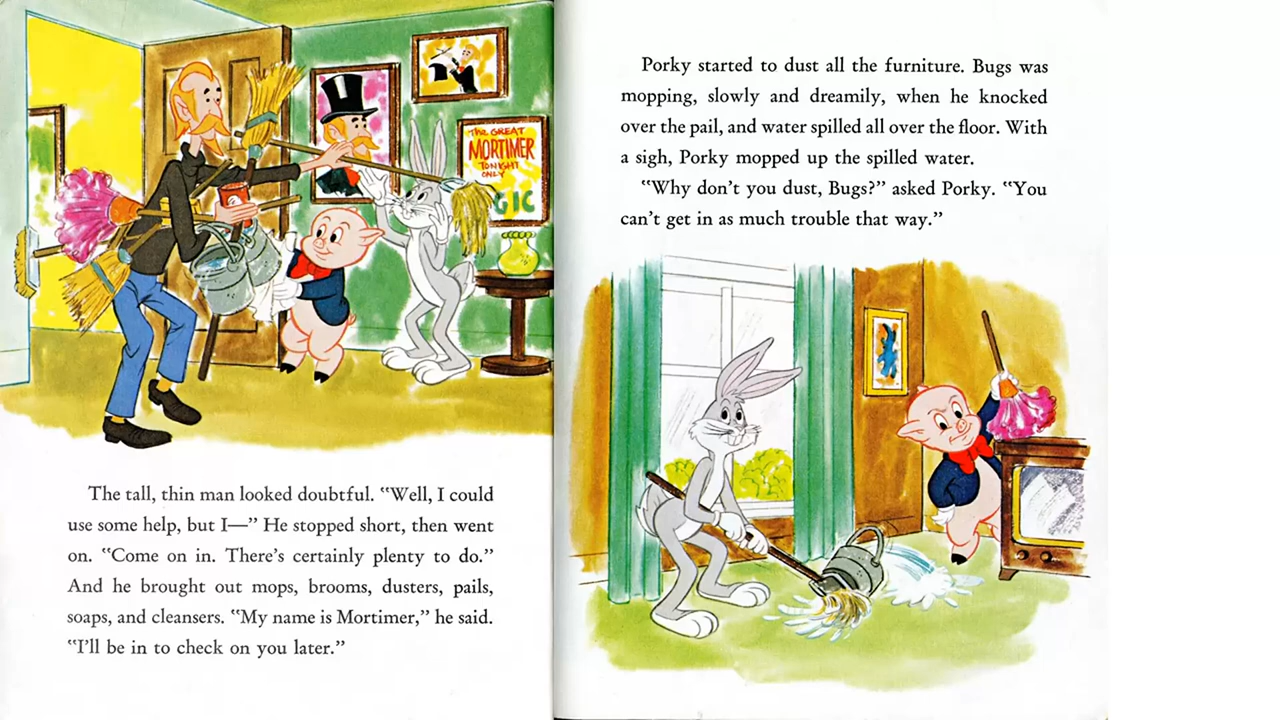 THE GREAT
MORTIMER
TONIGHT
ONLY
GIC
The tall, thin man looked doubtful. “Well, I could
use some help, but I—” He stopped short, then went
on. “Come on in. There’s certainly plenty to do.”
And he brought out mops, brooms, dusters, pails,
soaps, and cleansers. “My name is Mortimer,” he said.
“I’ll be in to check on you later.”
Porky started to dust all the furniture. Bugs was
mopping, slowly and dreamily, when he knocked
over the pail, and water spilled all over the floor. With
a sigh, Porky mopped up the spilled water.
“Why don’t you dust, Bugs?” asked Porky. “You
can’t get in as much trouble that way.”